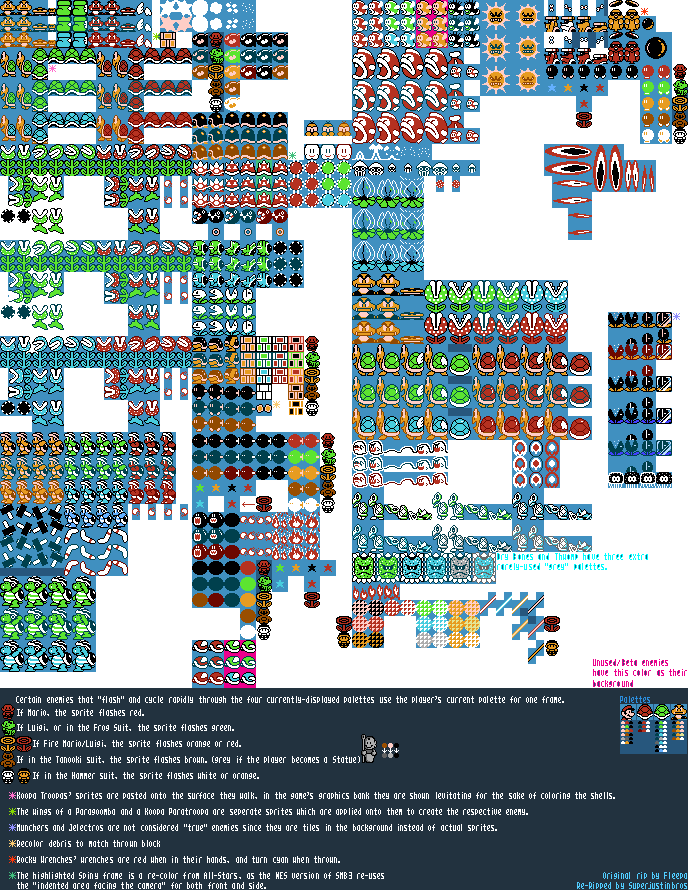 Dry Bones and Thwomp have three extra
rarely-used "grey" palettes.
Unused/Beta enemies
have this color as their
background
Certain enemies that "flash" and cycle rapidly through the four currently-displayed palettes use the player's current palette for one frame.
Palettes
If Mario, the sprite flashes red.
If Luigi, or in the Frog Suit, the sprite flashes green.
If Fire Mario/Luigi, the sprite flashes orange or red.
If in the Tanooki suit, the sprite flashes brown. (grey if the player becomes a Statue)
If in the Hammer suit, the sprite flashes white or orange.
Koopa Troopas' sprites are pasted onto the surface they walk, in the game's graphics bank they are shown levitating for the sake of coloring the shells.
The wings of a Paragoomba and a Koopa Paratroopa are seperate sprites which are applied onto them to create the respective enemy.
Munchers and Jelectros are not considered "true" enemies since they are tiles in the background instead of actual sprites.
Recolor debris to match thrown block
Rocky Wrenches' wrenches are red when in their hands, and turn cyan when thrown.
The highlighted Spiny frame is a re-color from All-Stars, as the NES version of SMB3 re-uses
the "indented area facing the camera" for both front and side.
Original rip by Fleepa
Re-Ripped by Superjustinbros